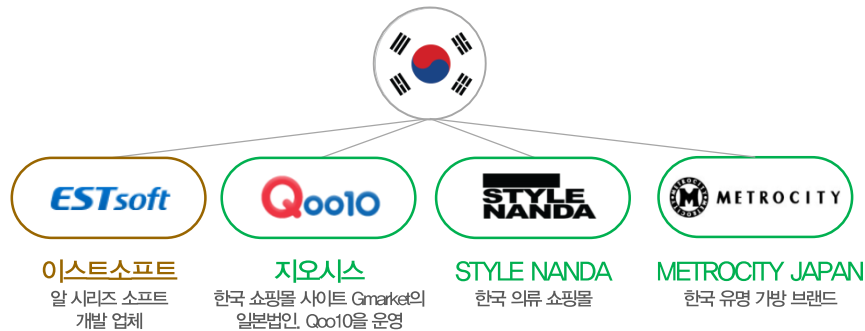 ESTsoft
Qoo10
STYLE
NANDA
METROCITY
이스트소프트
지오시스
STYLE NANDA
METROCITY JAPAN
알 시리즈 소프트
개발 업체
한국 쇼핑몰 사이트 Gmarket의
일본법인. Qoo10을 운영
한국 의류 쇼핑몰
한국 유명 가방 브랜드